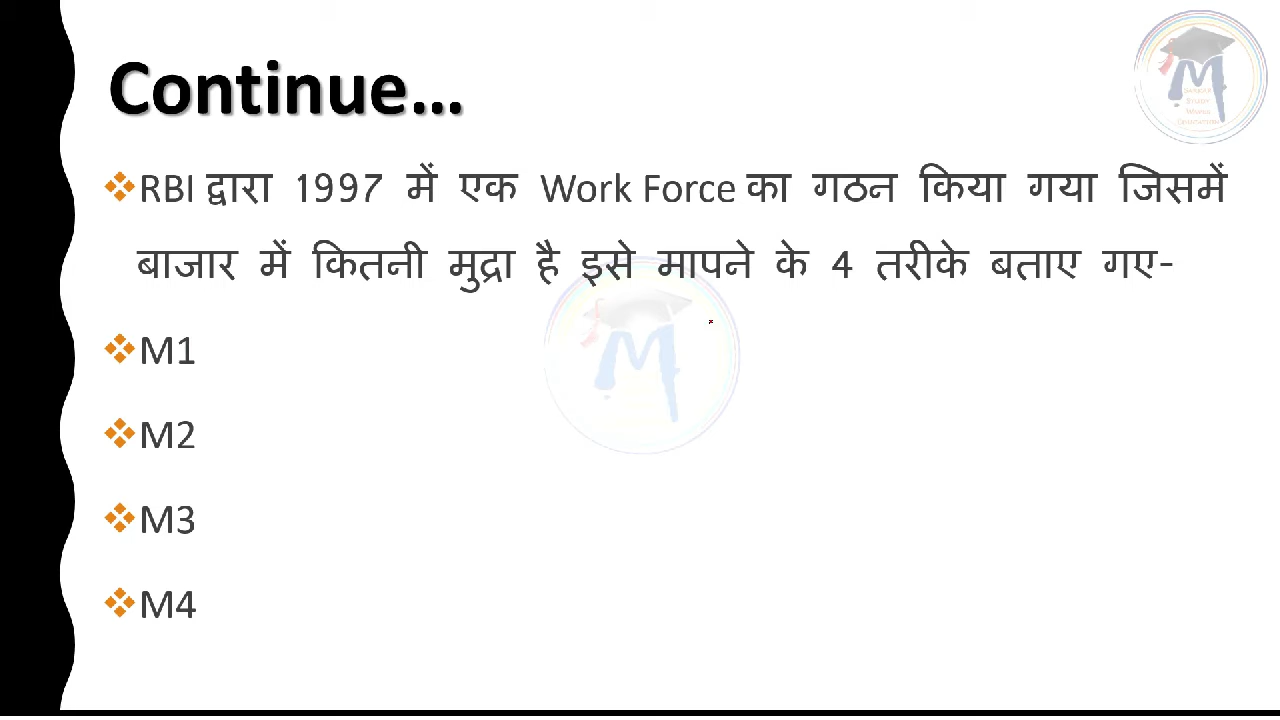 Continue...
❖RBI द्वारा 1997 में एक Work Force का गठन किया गया जिसमें
बाजार में कितनी मुद्रा है इसे मापने के 4 तरीके बताए गए-
❖M1
❖M2
❖M3
❖M4
M